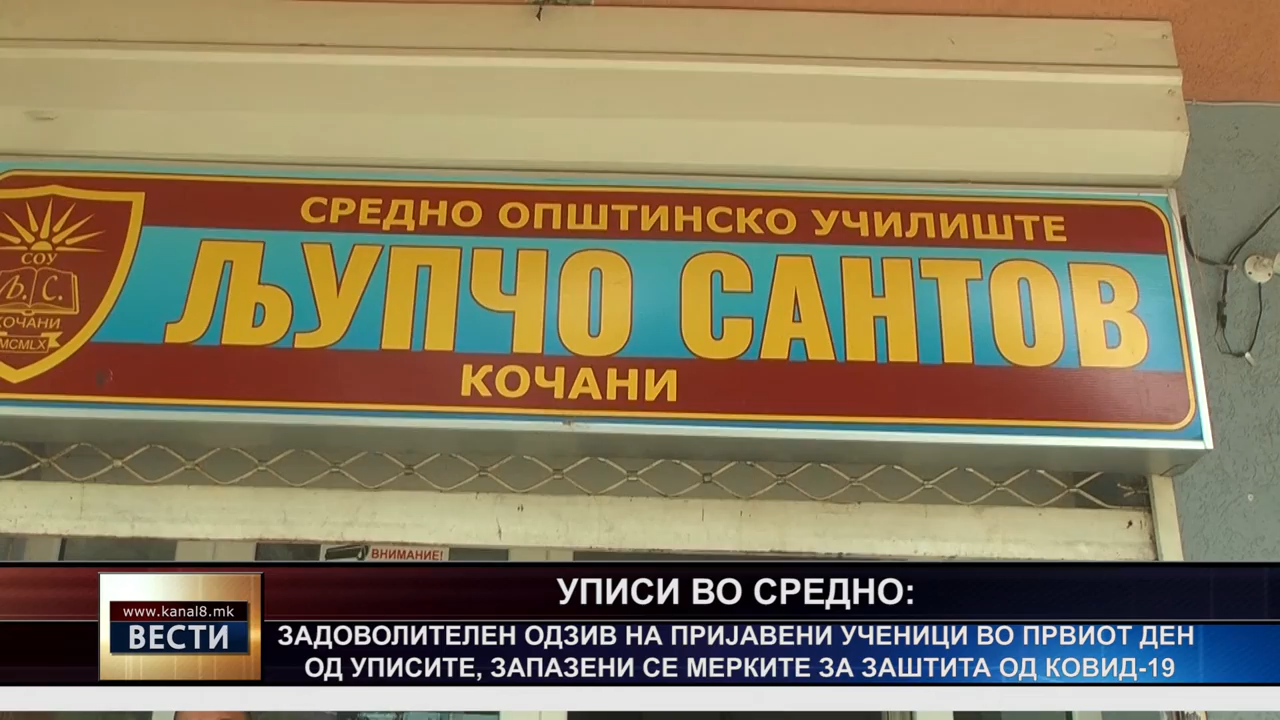 СРЕДНО ОПШТИНСКО УЧИЛИШТЕ
СОУ
Љ. С.
КОЧАНИ
MCMLX
ЉУПЧО САНТОВ
КОЧАНИ
ВНИМАНИЕ!
УПИСИ ВО СРЕДНО:
www.kanal8.mk
ВЕСТИ
ЗАДОВОЛИТЕЛЕН ОДЗИВ НА ПРИЈАВЕНИ УЧЕНИЦИ ВО ПРВИОТ ДЕН
ОД УПИСИТЕ, ЗАПАЗЕНИ СЕ МЕРКИТЕ ЗА ЗАШТИТА ОД КОВИД-19